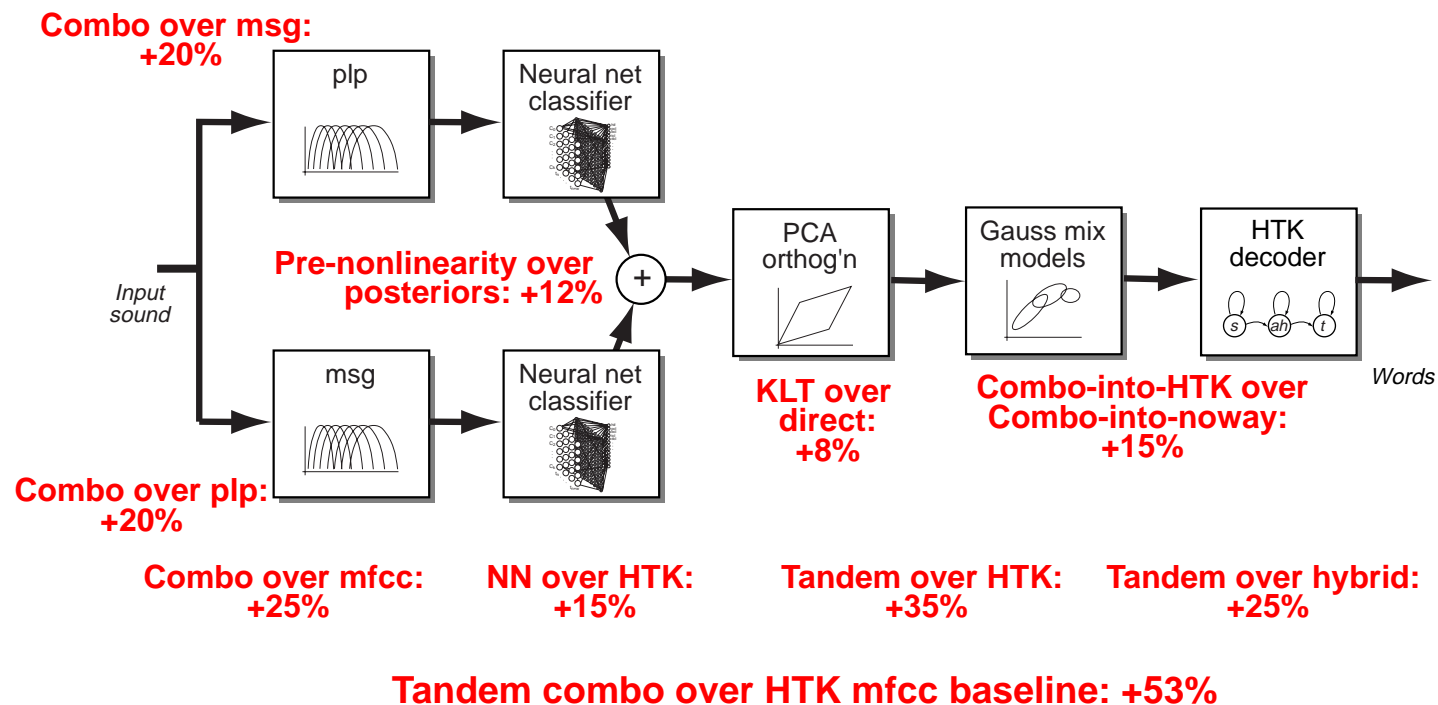 Combo over msg:
+20%
plp
Neural net
classifier
Input
sound
Pre-nonlinearity over
posteriors: +12%
+
PCA
orthog'n
Gauss mix
models
HTK
decoder
s
ah
t
Words
msg
Neural net
classifier
KLT over
direct:
+8%
Combo-into-HTK over
Combo-into-noway:
+15%
Combo over plp:
+20%
Combo over mfcc:
+25%
NN over HTK:
+15%
Tandem over HTK:
+35%
Tandem over hybrid:
+25%
Tandem combo over HTK mfcc baseline: +53%